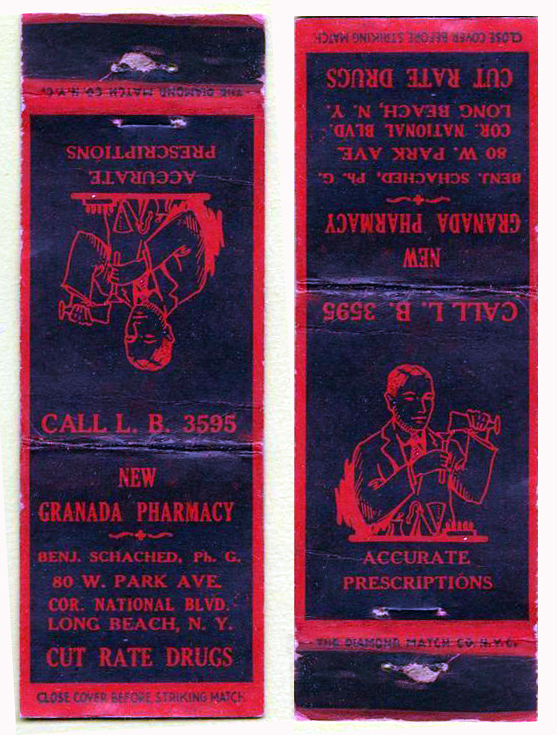 THE DIAMOND MATCH CO. N.Y.C.
ACCURATE
PRESCRIPTIONS
CALL L. B. 3595
NEW
GRANADA PHARMACY
BENJ. SCHACHED, Ph. G.
80 W. PARK AVE.
COR. NATIONAL BLVD.
LONG BEACH, N. Y.
CUT RATE DRUGS
CLOSE COVER BEFORE STRIKING MATCH
CLOSE COVER BEFORE STRIKING MATCH
CUT RATE DRUGS
LONG BEACH, N. Y.
COR. NATIONAL BLVD.
80 W. PARK AVE.
BENJ. SCHACHED, Ph. G.
GRANADA PHARMACY
NEW
CALL L. B. 3595
ACCURATE
PRESCRIPTIONS
THE DIAMOND MATCH CO. N.Y.C.